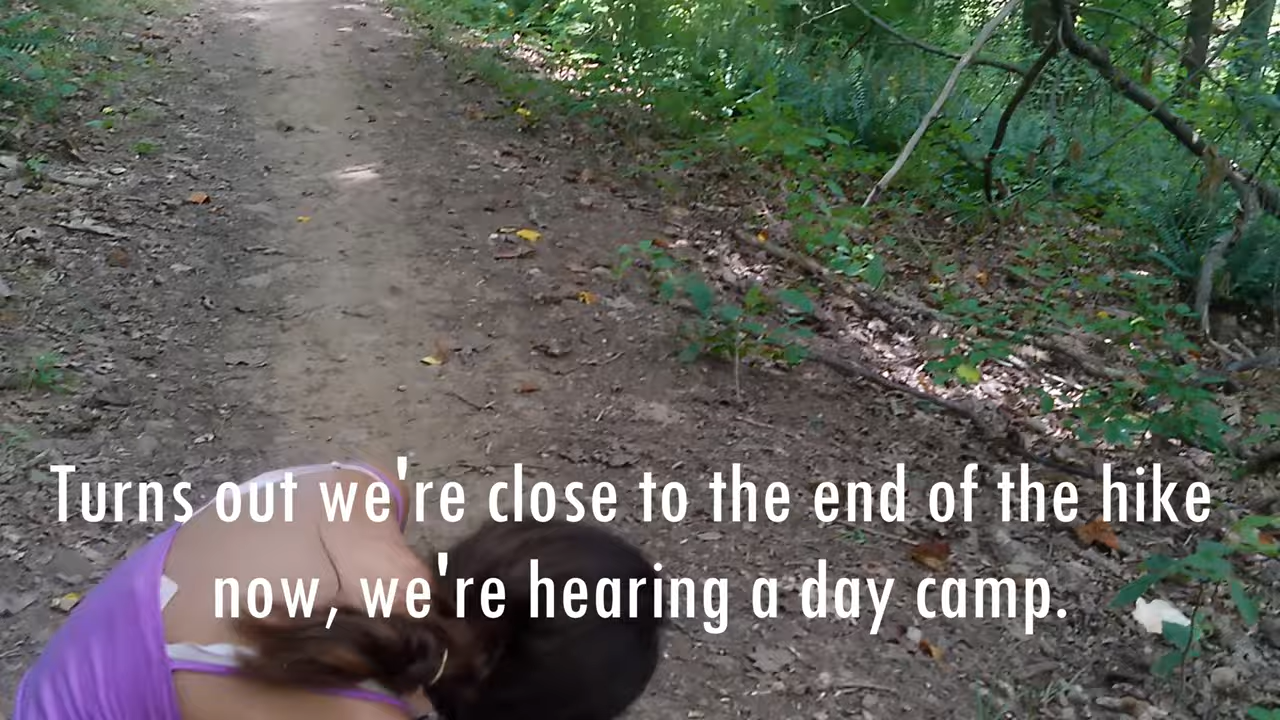 Turns out we're close to the end of the hike
now, we're hearing a day camp.